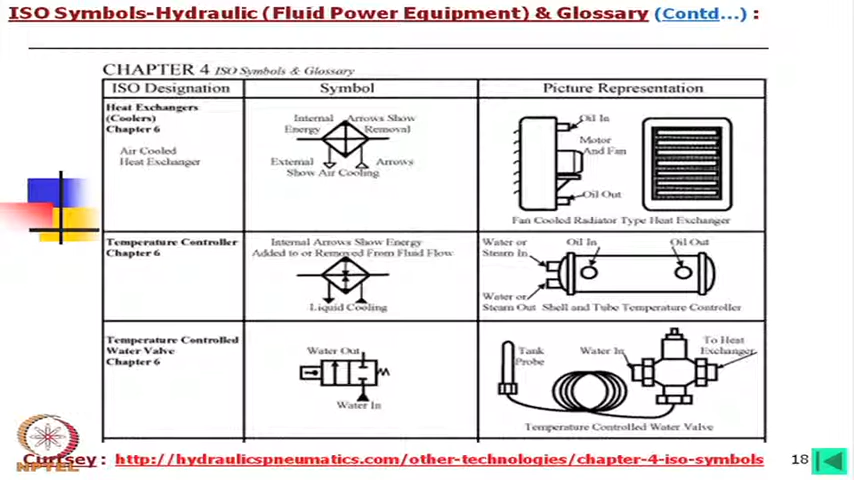 ISO Symbols-Hydraulic (Fluid Power Equipment) & Glossary (Contd...) :
CHAPTER 4 ISO Symbols & Glossary
ISO Designation Symbol Picture Representation
Heat Exchangers
(Coolers)
Chapter 6
Air Cooled
Heat Exchanger
Internal Arrows Show
Energy Removal
External Arrows
Show Air Cooling
Oil In
Motor
And Fan
Oil Out
Fan Cooled Radiator Type Heat Exchanger
Temperature Controller
Chapter 6
Internal Arrows Show Energy
Added to or Removed From Fluid Flow
Liquid Cooling
Water or
Steam In
Oil In Oil Out
Water or
Steam Out Shell and Tube Temperature Controller
Temperature Controlled
Water Valve
Chapter 6
Water Out
Water In
Tank
Probe
Water In
To Heat
Exchanger
Temperature Controlled Water Valve
NPTEL
Curtsey : http://hydraulicspneumatics.com/other-technologies/chapter-4-iso-symbols 18